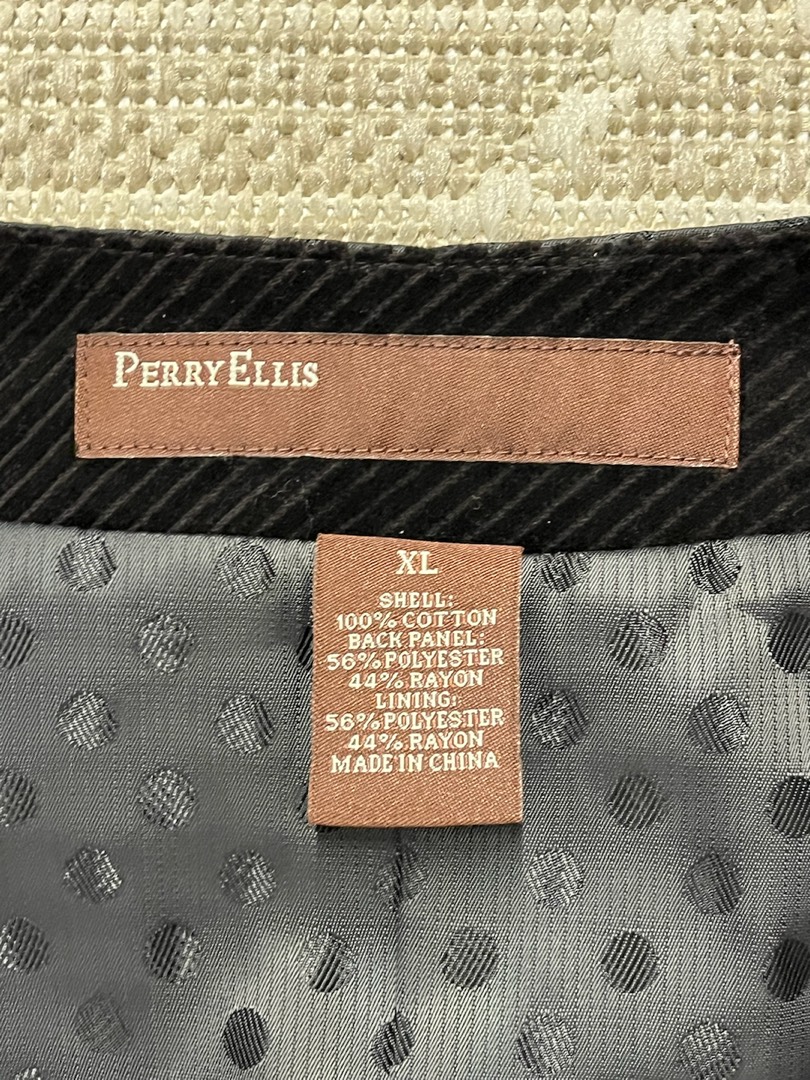 PERRY ELLIS
XL
SHELL:
100% COTTON
BACK PANEL:
56% POLYESTER
44% RAYON
LINING:
56% POLYESTER
44% RAYON
MADE IN CHINA